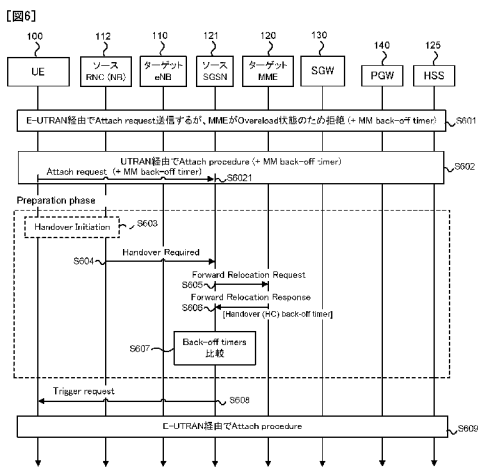 [図6]
100 112 110 121 120 130 140 125
UE
ソース
RNC (NB)
ターゲット
eNB
ソース
SGSN
ターゲット
MME
SGW
PGW
HSS
E-UTRAN経由でAttach request送信するが、MMEがOvereload状態のため拒絶 (+ MM back-off timer)
S601
UTRAN経由でAttach procedure (+ MM back-off timer)
S602
Attach request (+ MM back-off timer)
S6021
Preparation phase
Handover Initiation
S603
Handover Required
S604
Forward Relocation Request
S605
Forward Relocation Response
S606
[Handover (HC) back-off timer]
Back-off timers
比較
S607
Trigger request
S608
E-UTRAN経由でAttach procedure
S609